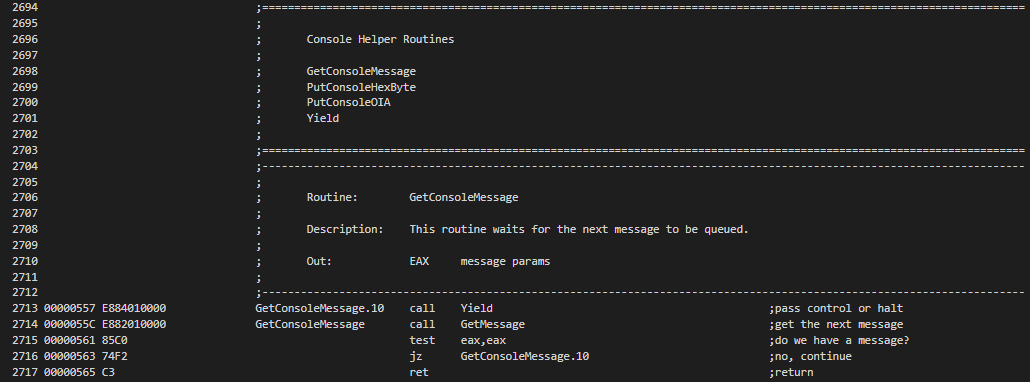 2694 ;=======================================================================================================================
2695 ;
2696 ;       Console Helper Routines
2697 ;
2698 ;       GetConsoleMessage
2699 ;       PutConsoleHexByte
2700 ;       PutConsoleOIA
2701 ;       Yield
2702 ;
2703 ;=======================================================================================================================
2704 ;-----------------------------------------------------------------------------------------------------------------------
2705 ;
2706 ;       Routine:        GetConsoleMessage
2707 ;
2708 ;       Description:    This routine waits for the next message to be queued.
2709 ;
2710 ;       Out:            EAX     message params
2711 ;
2712 ;-----------------------------------------------------------------------------------------------------------------------
2713 00000557 E884010000              GetConsoleMessage.10    call    Yield                                           ;pass control or halt
2714 0000055C E882010000              GetConsoleMessage       call    GetMessage                                      ;get the next message
2715 00000561 85C0                                            test    eax,eax                                         ;do we have a message?
2716 00000563 74F2                                            jz      GetConsoleMessage.10                            ;no, continue
2717 00000565 C3                                              ret                                                     ;return